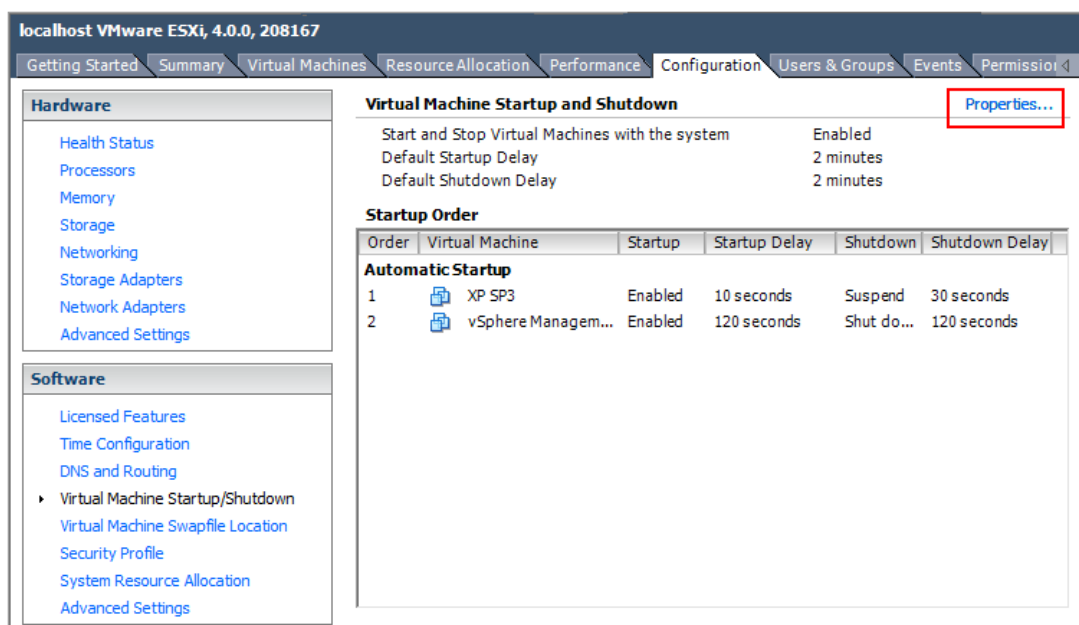 localhost VMware ESXi, 4.0.0, 208167
Getting Started Summary Virtual Machines Resource Allocation Performance Configuration Users & Groups Events Permission
Hardware
Health Status
Processors
Memory
Storage
Networking
Storage Adapters
Network Adapters
Advanced Settings
Software
Licensed Features
Time Configuration
DNS and Routing
Virtual Machine Startup/Shutdown
Virtual Machine Swapfile Location
Security Profile
System Resource Allocation
Advanced Settings
Virtual Machine Startup and Shutdown Properties...
Start and Stop Virtual Machines with the system Enabled
Default Startup Delay 2 minutes
Default Shutdown Delay 2 minutes
Startup Order
Order Virtual Machine Startup Startup Delay Shutdown Shutdown Delay
Automatic Startup
1 XP SP3 Enabled 10 seconds Suspend 30 seconds
2 vSphere Managem... Enabled 120 seconds Shut do... 120 seconds